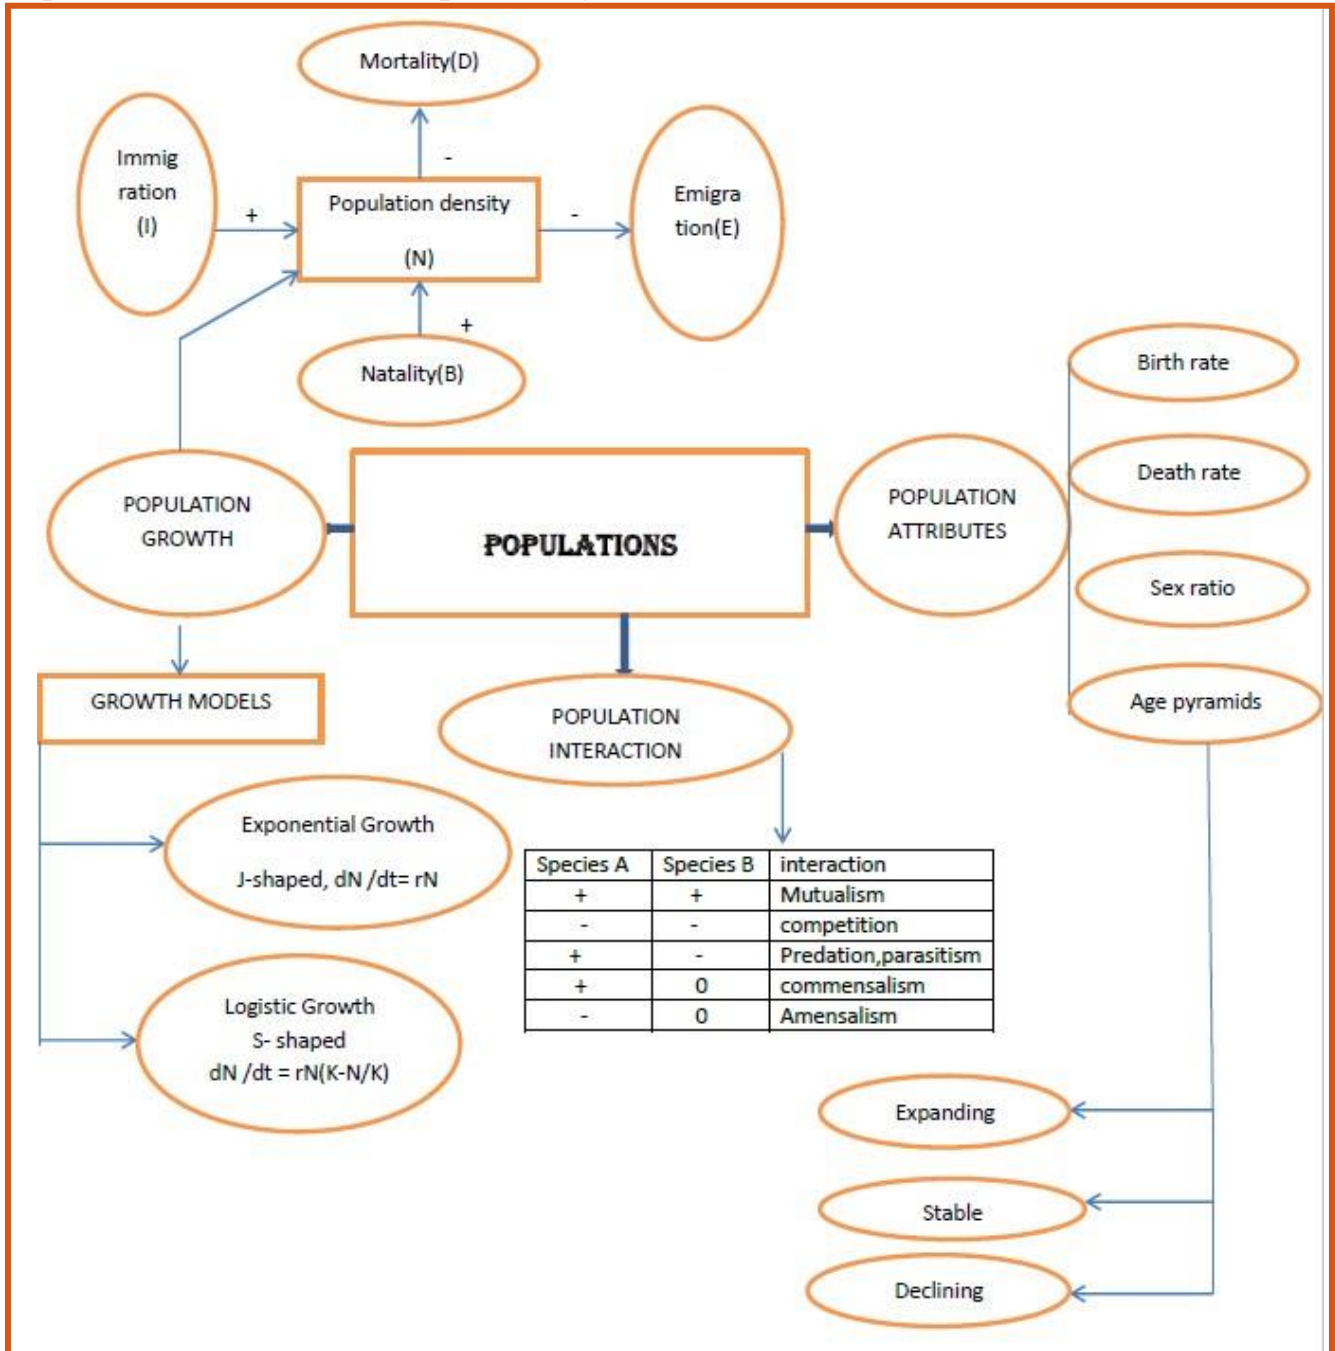 Mortality(D)
Immig
ration
(I)
+
-
Population density
(N)
-
Emigra
tion(E)
+
Natality(B)
Birth rate
Death rate
Sex ratio
Age pyramids
POPULATION
GROWTH
POPULATIONS
POPULATION
ATTRIBUTES
GROWTH MODELS
POPULATION
INTERACTION
Exponential Growth
J-shaped, dN /dt= rN
Logistic Growth
S- shaped
dN /dt = rN(K-N/K)
Species A Species B interaction
+ + Mutualism
- - competition
+ - Predation,parasitism
+ 0 commensalism
- 0 Amensalism
Expanding
Stable
Declining